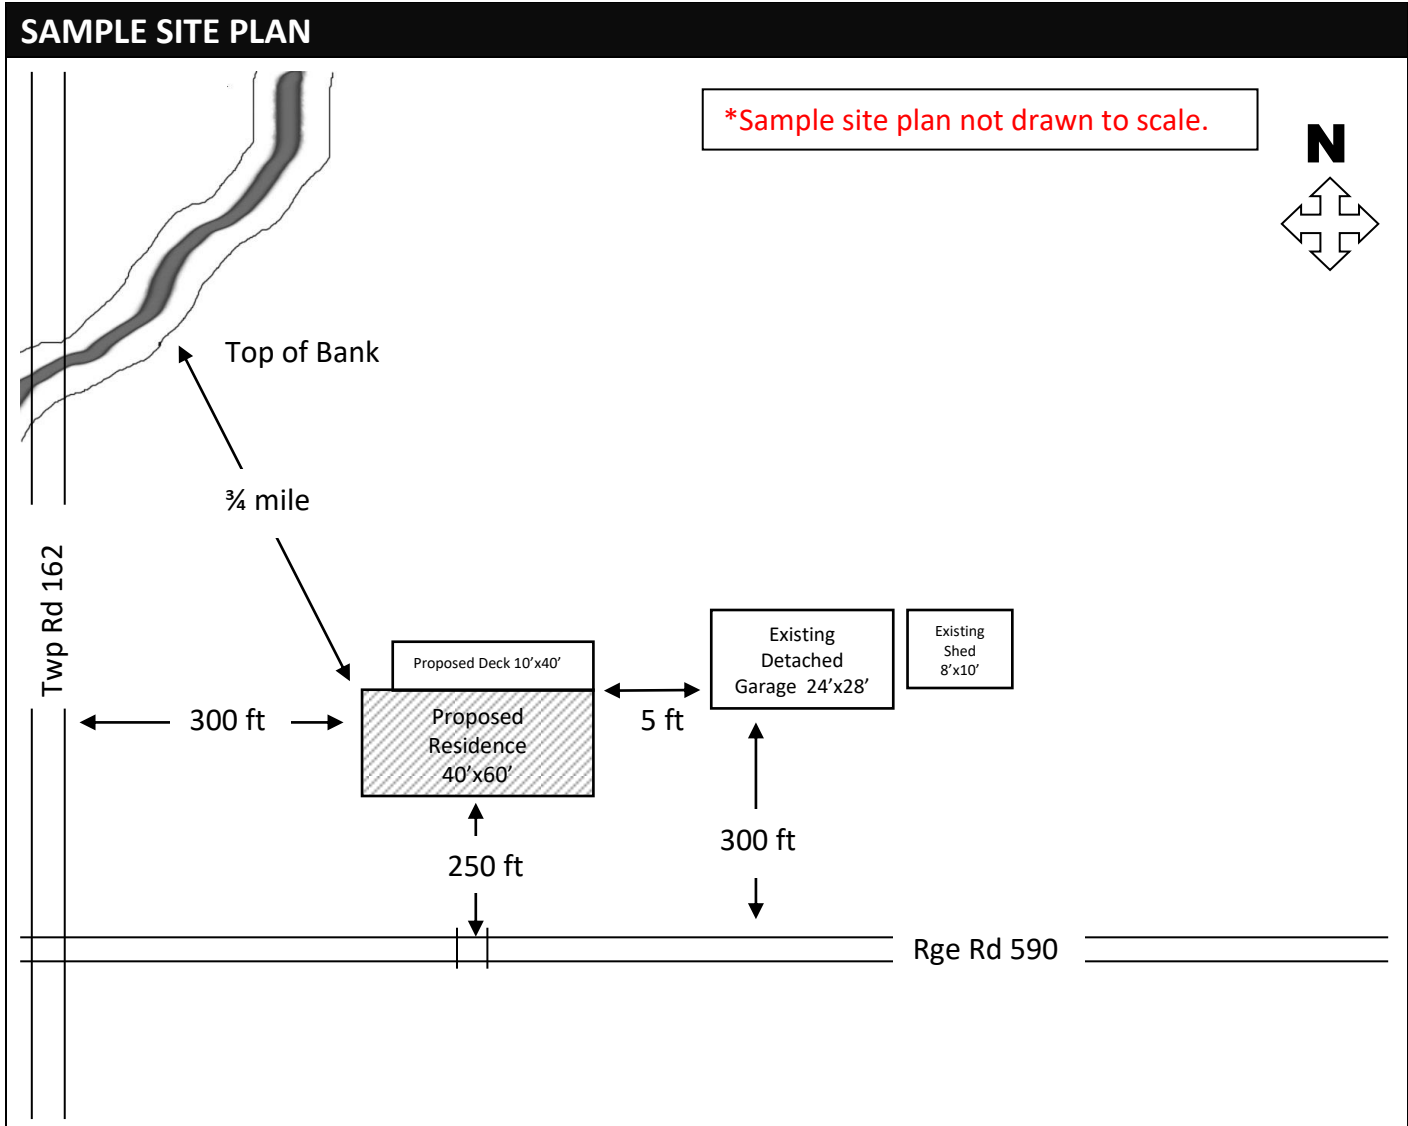 SAMPLE SITE PLAN
*Sample site plan not drawn to scale.
N
Top of Bank
¾ mile
Twp Rd 162
Proposed Deck 10’x40’
Existing
Detached
Garage 24’x28’
Existing
Shed
8’x10’
300 ft
Proposed
Residence
40’x60’
5 ft
250 ft
300 ft
Rge Rd 590